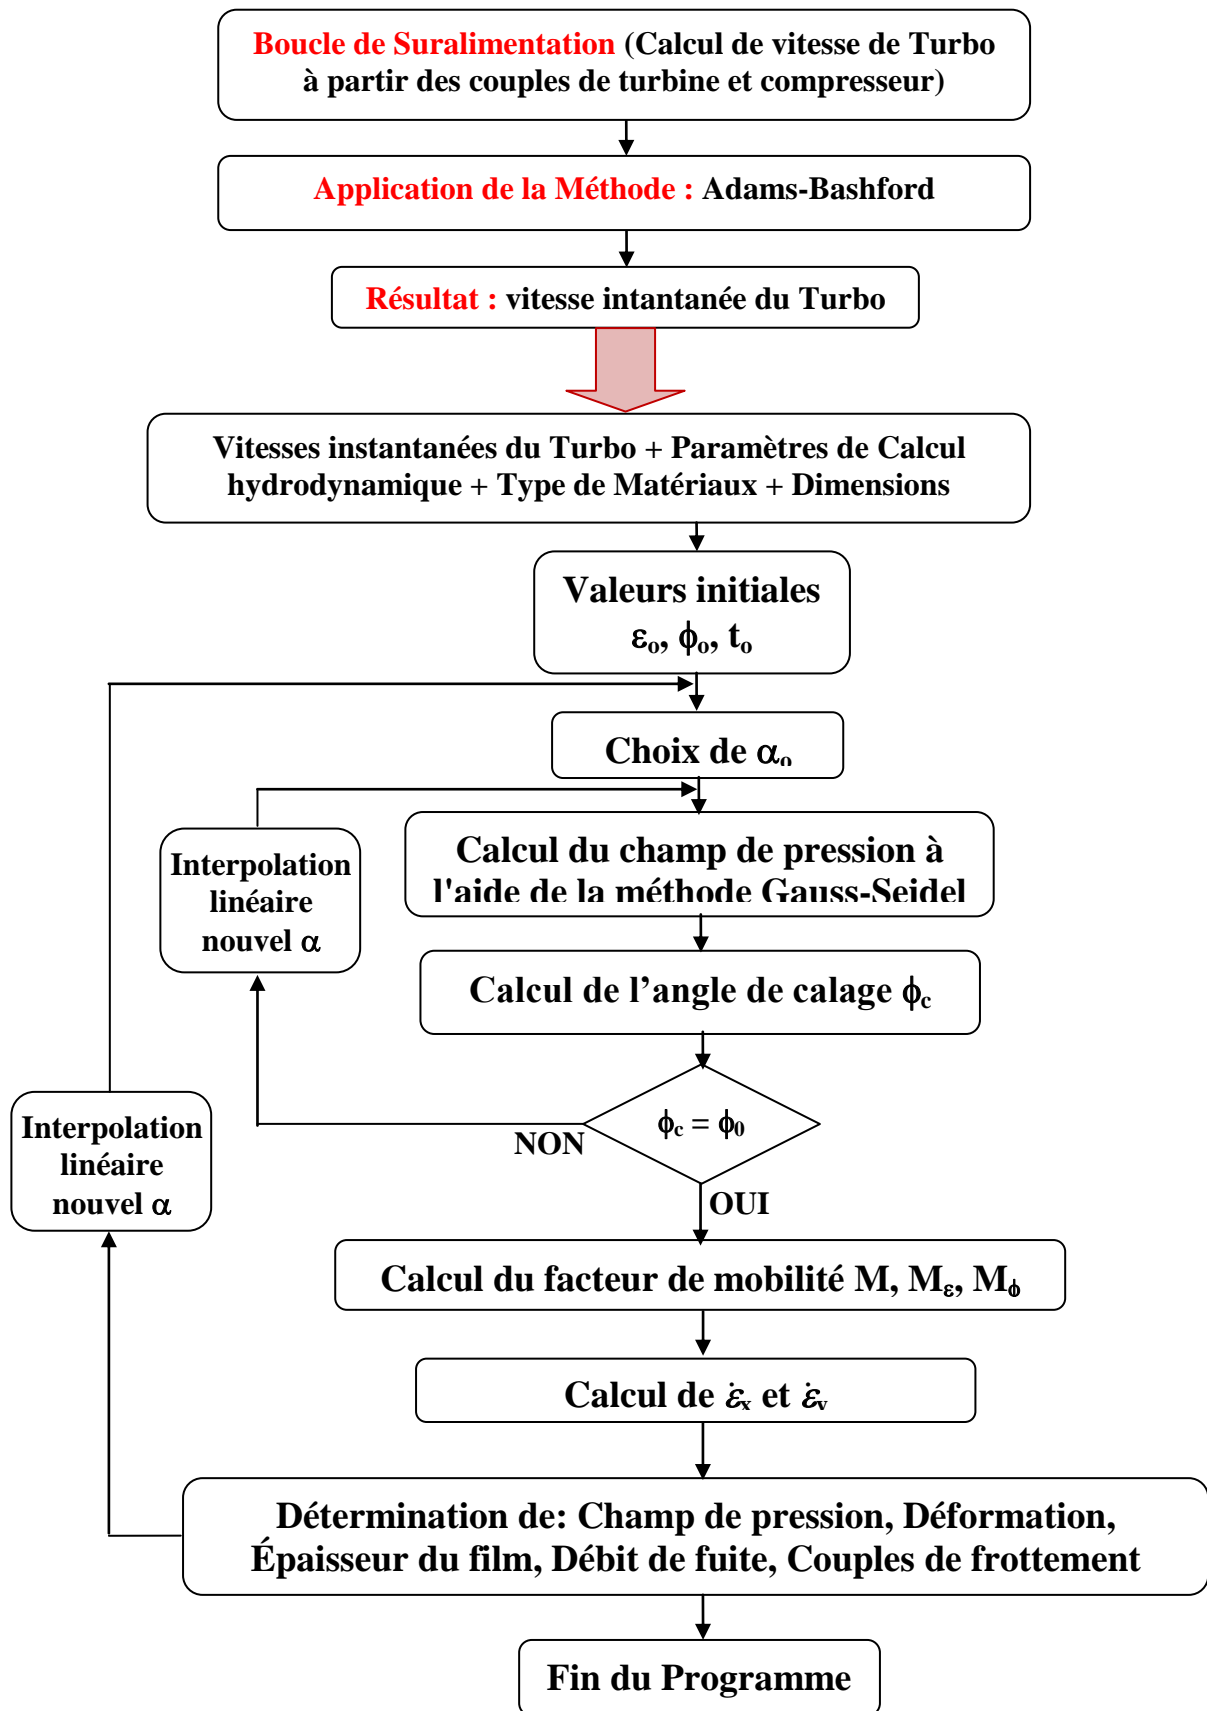 Boucle de Suralimentation (Calcul de vitesse de Turbo
à partir des couples de turbine et compresseur)
Application de la Méthode : Adams-Bashford
Résultat : vitesse intantanée du Turbo
Vitesses instantanées du Turbo + Paramètres de Calcul
hydrodynamique + Type de Matériaux + Dimensions
Valeurs initiales
εₒ, ϕₒ, tₒ
Choix de αₒ
Interpolation
linéaire
nouvel α
Calcul du champ de pression à
l'aide de la méthode Gauss-Seidel
Calcul de l’angle de calage ϕc
Interpolation
linéaire
nouvel α
ϕc = ϕ0
NON
OUI
Calcul du facteur de mobilité M, Mε, Mϕ
Calcul de ε̇x et ε̇y
Détermination de: Champ de pression, Déformation,
Épaisseur du film, Débit de fuite, Couples de frottement
Fin du Programme